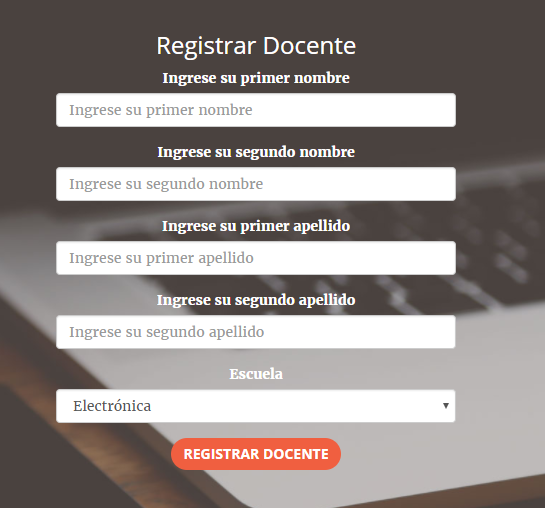 Registrar Docente
Ingrese su primer nombre
Ingrese su primer nombre
Ingrese su segundo nombre
Ingrese su segundo nombre
Ingrese su primer apellido
Ingrese su primer apellido
Ingrese su segundo apellido
Ingrese su segundo apellido
Escuela
Electrónica
REGISTRAR DOCENTE